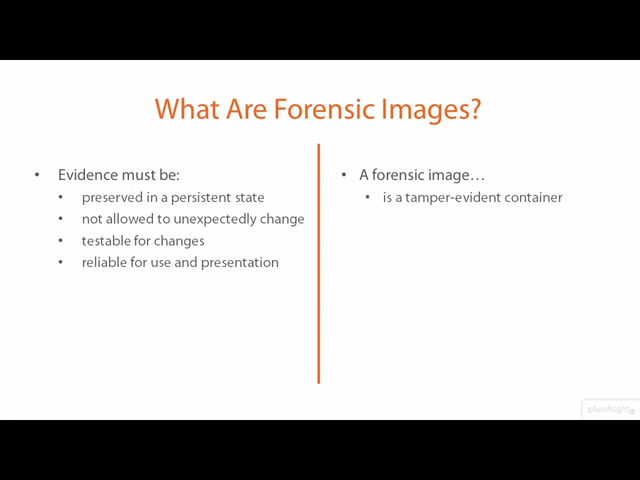 What Are Forensic Images?
• Evidence must be:
• preserved in a persistent state
• not allowed to unexpectedly change
• testable for changes
• reliable for use and presentation
• A forensic image…
• is a tamper-evident container
pluralsight